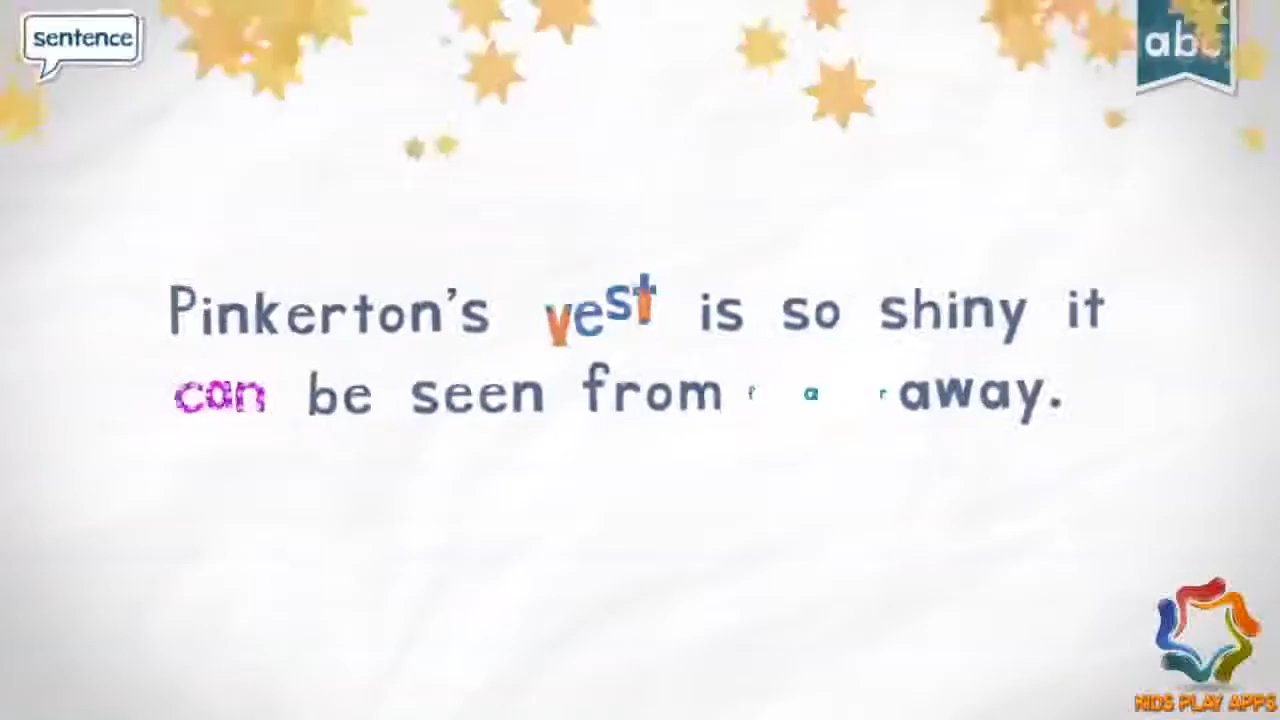 sentence
abc
Pinkerton's vest is so shiny it
can be seen from f a r away.
KIDS PLAY APPS